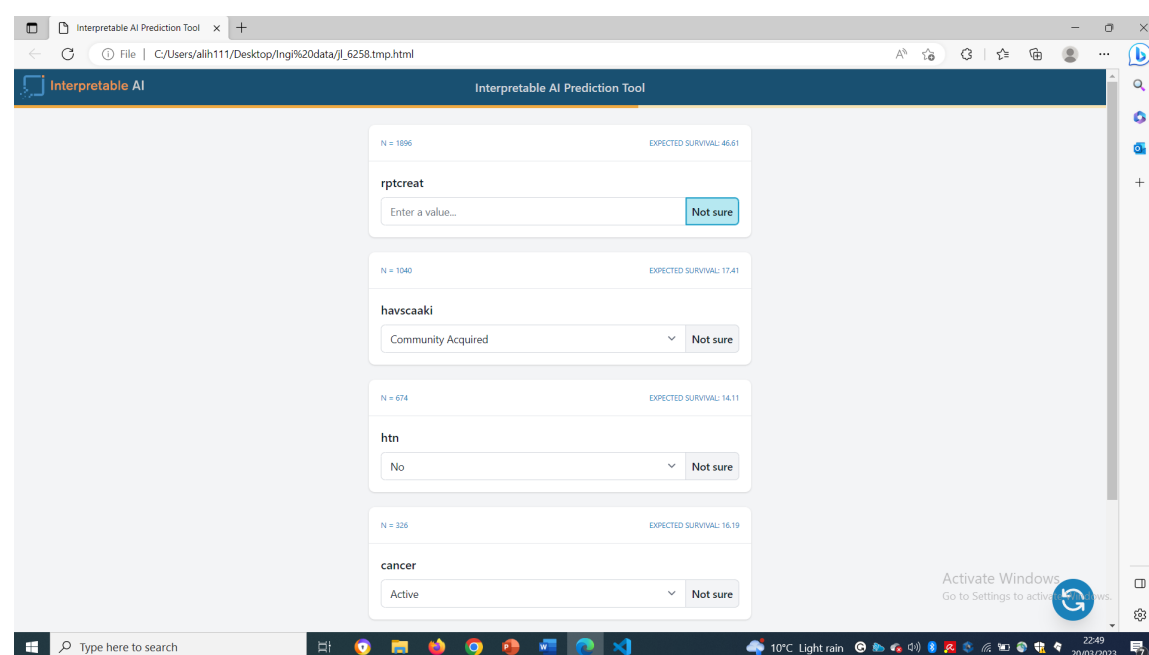 Interpretable AI Prediction Tool
File | C:/Users/alih111/Desktop/Ingi%20data/jl_6258.tmp.html
Interpretable AI
Interpretable AI Prediction Tool
N = 1896 EXPECTED SURVIVAL: 46.61
rptcreat
Enter a value... Not sure
N = 1040 EXPECTED SURVIVAL: 17.41
havscaaki
Community Acquired Not sure
N = 674 EXPECTED SURVIVAL: 14.11
htn
No Not sure
N = 326 EXPECTED SURVIVAL: 16.19
cancer
Active Not sure
Activate Windows
Go to Settings to activate Windows.
Type here to search
10°C Light rain
22:49
20/03/2023